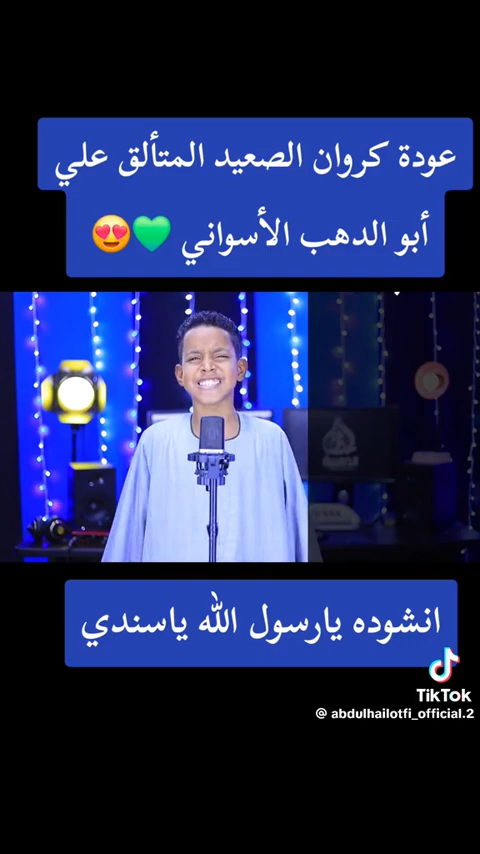 عودة كروان الصعيد المتألق علي
أبو الدهب الأسواني 💚😍
انشوده يارسول الله ياسندي
TikTok
@ abdulhailotfi_official.2